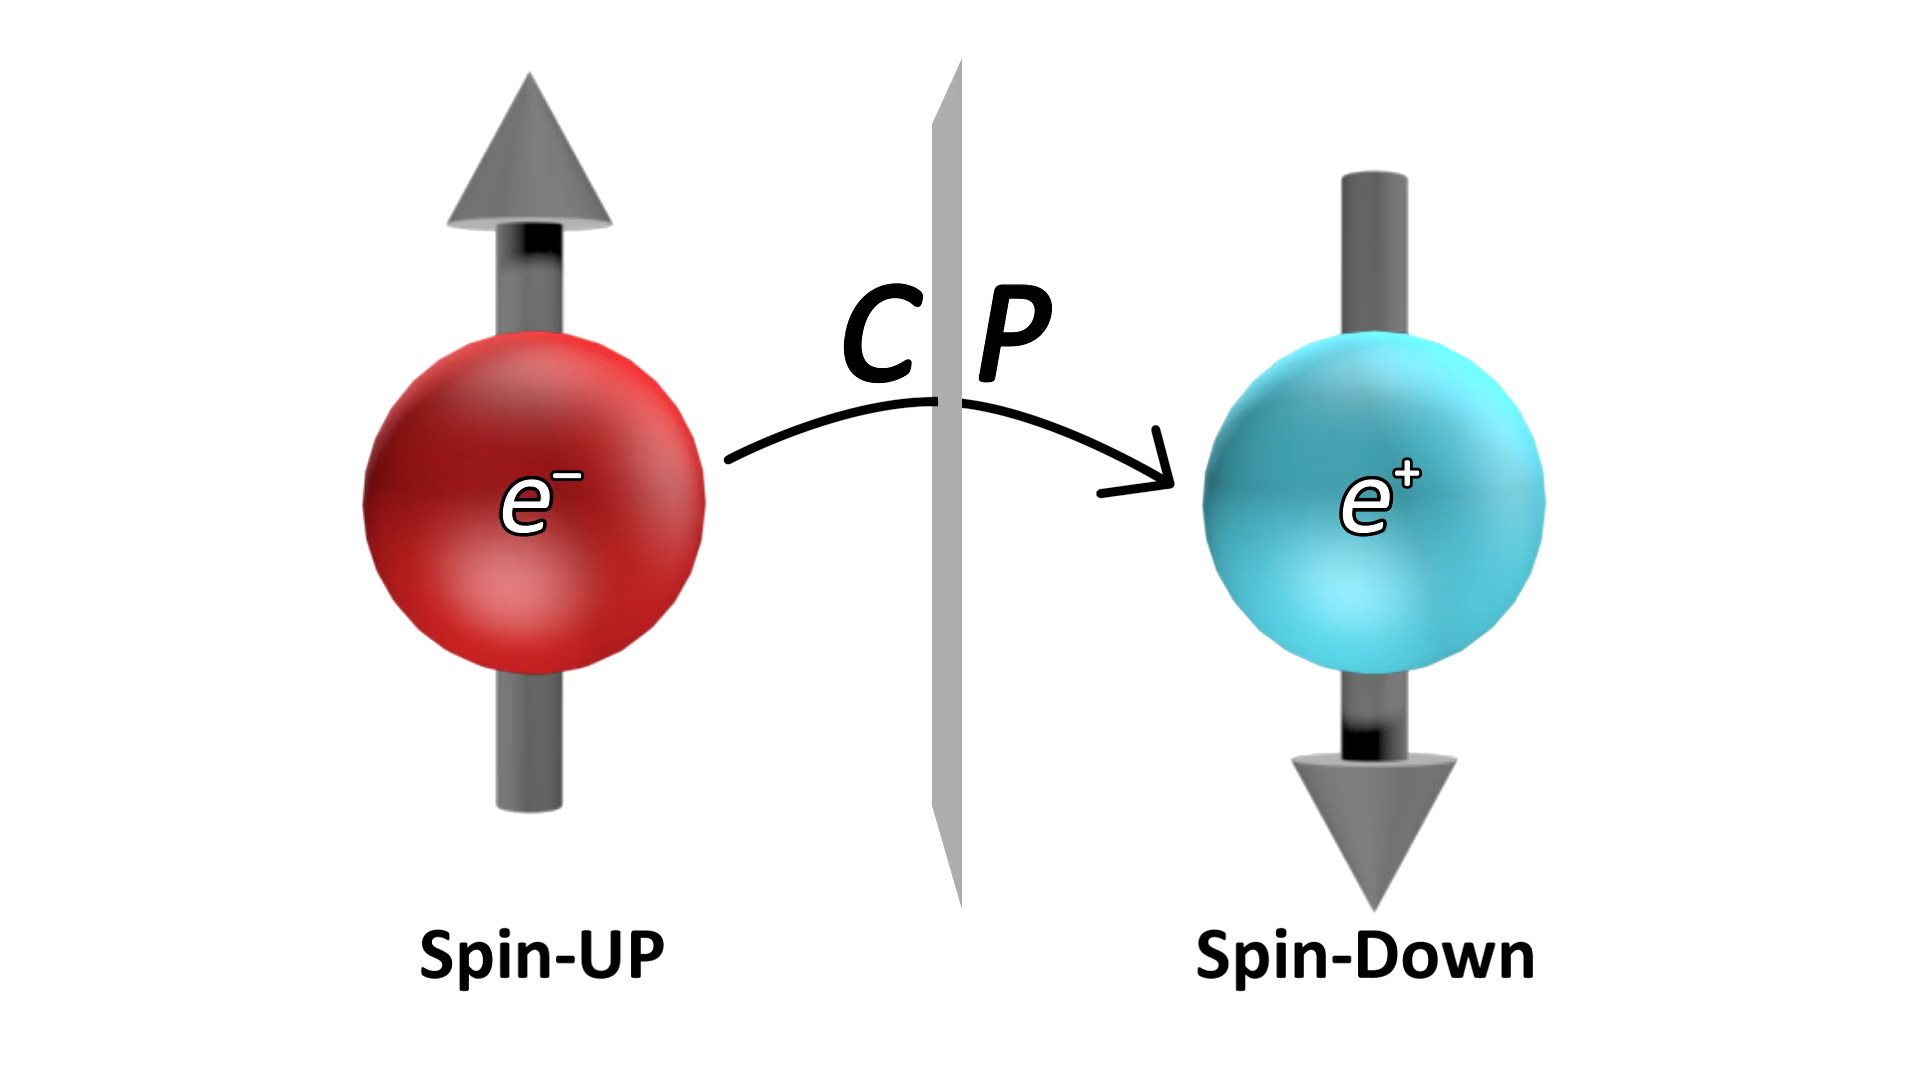 C P
e⁻
e⁺
Spin-UP
Spin-Down